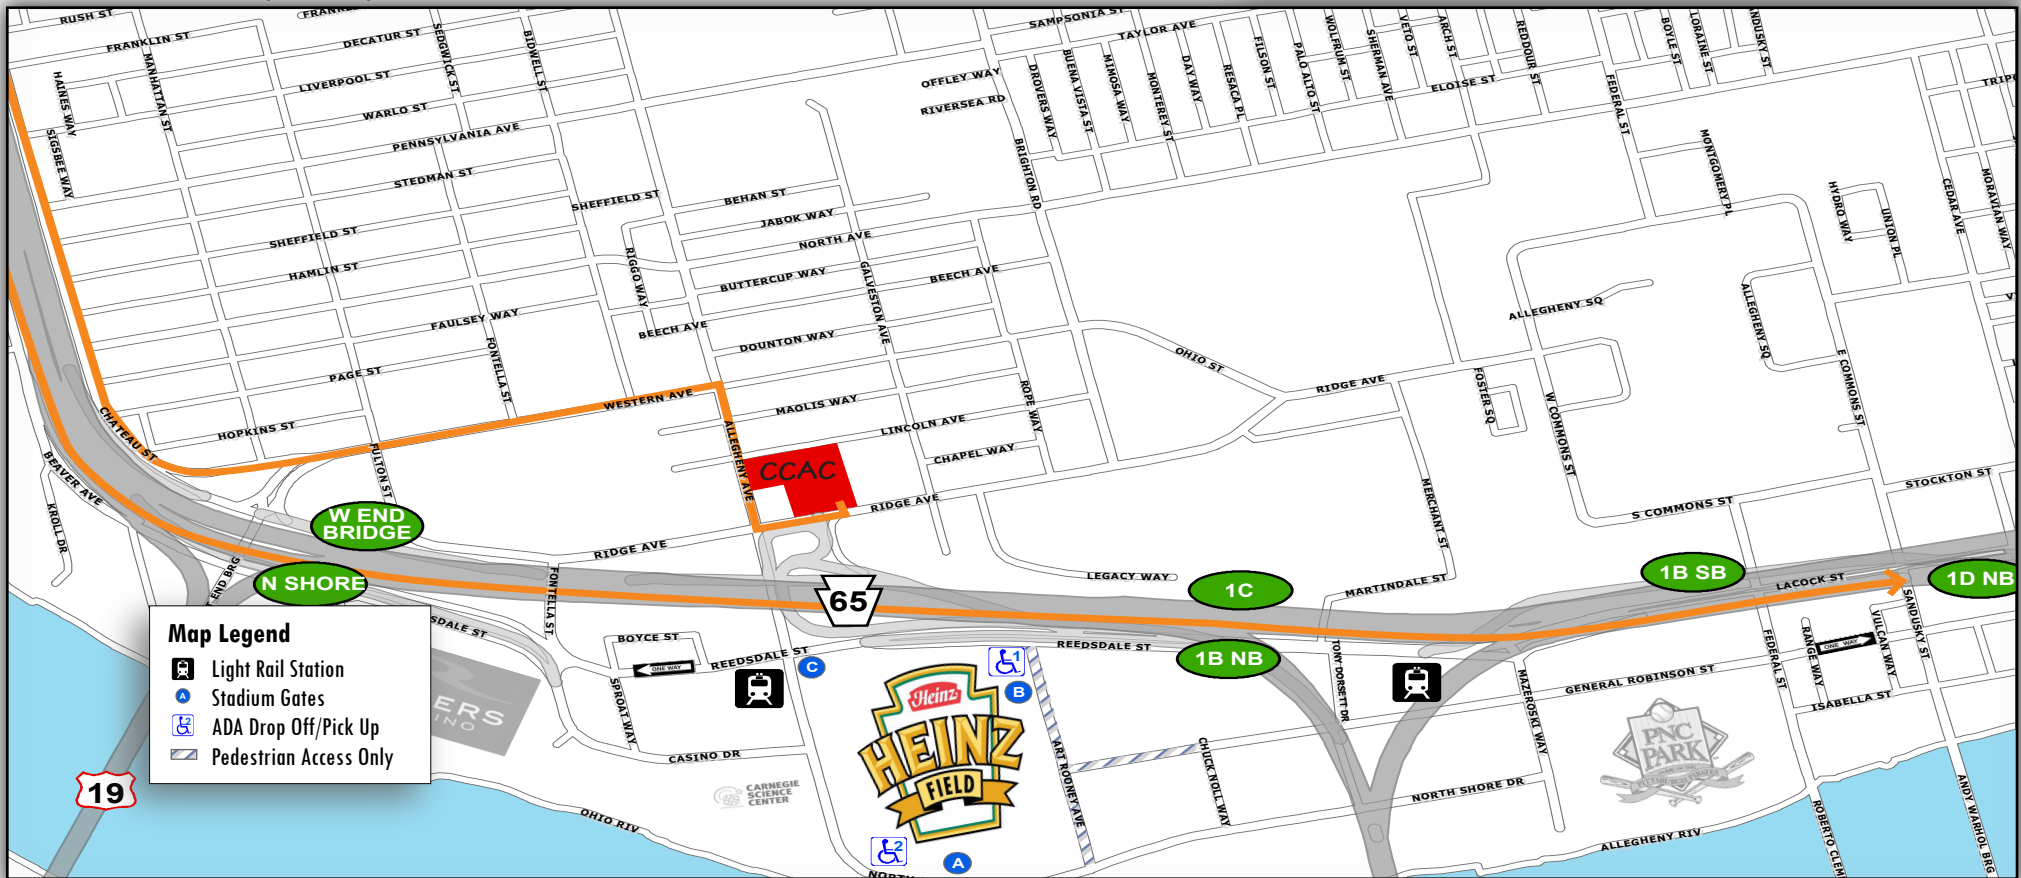 RUSH ST
FRANKLIN ST
DECATUR ST
SEDGWICK ST
BIDWELL ST
SAMPSONIA ST
TAYLOR AVE
HAINES WAY
MANHATTAN ST
LIVERPOOL ST
WARLO ST
PENNSYLVANIA AVE
STEDMAN ST
SIGSBEE WAY
SHEFFIELD ST
SHEFFIELD ST
HAMLIN ST
FAULSEY WAY
FONTELLA ST
PAGE ST
HOPKINS ST
CHATEAU ST
BEAVER AVE
KROLL DR
FULTON ST
WESTERN AVE
ALLEGHENY AVE
RIGGO WAY
BEECH AVE
BEHAN ST
JABOK WAY
NORTH AVE
BUTTERCUP WAY
BEECH AVE
GALVESTON AVE
DOUNTON WAY
MAOLIS WAY
LINCOLN AVE
CHAPEL WAY
ROPE WAY
RIDGE AVE
CCAC
OFFLEY WAY
RIVERSEA RD
BRIGHTON RD
DROVERS WAY
BUENA VISTA ST
MIMOSA WAY
MONTEREY ST
DAY WAY
RESACA PL
FILSON ST
PALO ALTO ST
WOLFRUM ST
SHERMAN AVE
VETO ST
ARCH ST
ELOISE ST
REDDOUR ST
FEDERAL ST
BOYLE ST
LORAINE ST
NDUSKY ST
MONTGOMERY PL
HYDRO WAY
UNION PL
CEDAR AVE
MORAVIAN WAY
ALLEGHENY SQ
ALLEGHENY SQ
OHIO ST
RIDGE AVE
FOSTER SQ
W COMMONS ST
E COMMONS ST
S COMMONS ST
STOCKTON ST
MERCHANT ST
MARTINDALE ST
LEGACY WAY
RIDGE AVE
W END
BRIDGE
N SHORE
END BRG
FONTELLA ST
65
1C
1B NB
1B SB
1D NB
LACOCK ST
SANDUSKY ST
VULCAN WAY
RANGE WAY
ONE WAY
FEDERAL ST
ISABELLA ST
GENERAL ROBINSON ST
MAZEROSKI WAY
TONY DORSETT DR
REEDSDALE ST
REEDSDALE ST
SDALE ST
BOYCE ST
ONE WAY
SPROAT WAY
CASINO DR
C
1
B
Heinz
HEINZ
FIELD
2
A
ART ROONEY AVE
CHUCK NOLL WAY
NORTH SHORE DR
PNC
PARK
PITTSBURGH PIRATES
ALLEGHENY RIV
ROBERTO CLEM
ANDY WARHOL BRG
OHIO RIV
CARNEGIE
SCIENCE
CENTER
ERS
INO
NORTH
19
Map Legend
Light Rail Station
A Stadium Gates
2 ADA Drop Off/Pick Up
Pedestrian Access Only